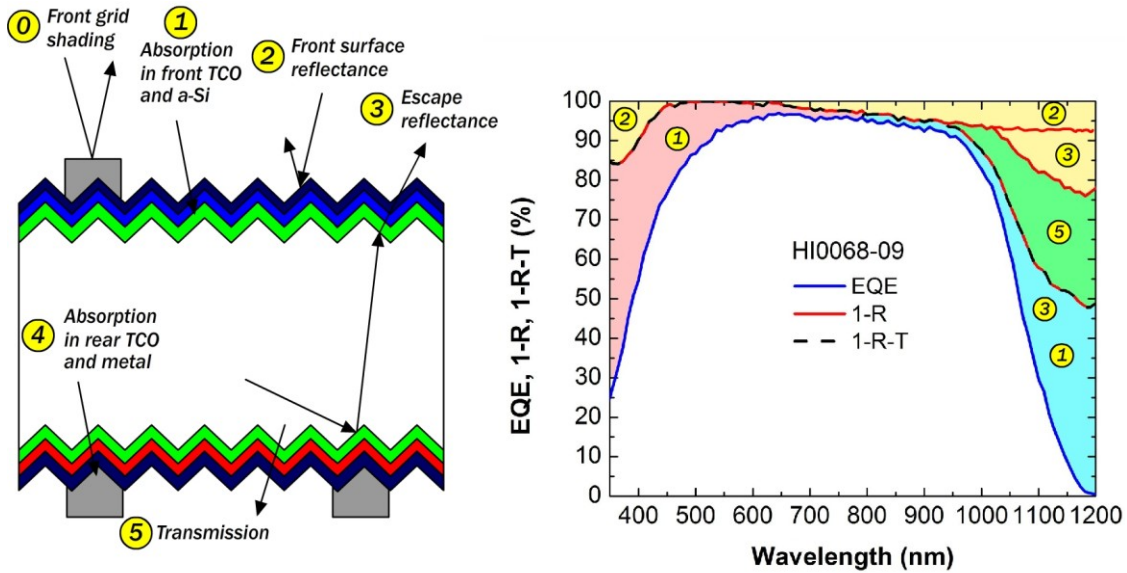 0 Front grid
shading
1
Absorption
in front TCO
and a-Si
2 Front surface
reflectance
3 Escape
reflectance
4 Absorption
in rear TCO
and metal
5 Transmission
EQE, 1-R, 1-R-T (%)
100
90
80
70
60
50
40
30
20
10
0
400 500 600 700 800 900 1000 1100 1200
Wavelength (nm)
HI0068-09
EQE
1-R
1-R-T
2
1
2
3
5
3
1